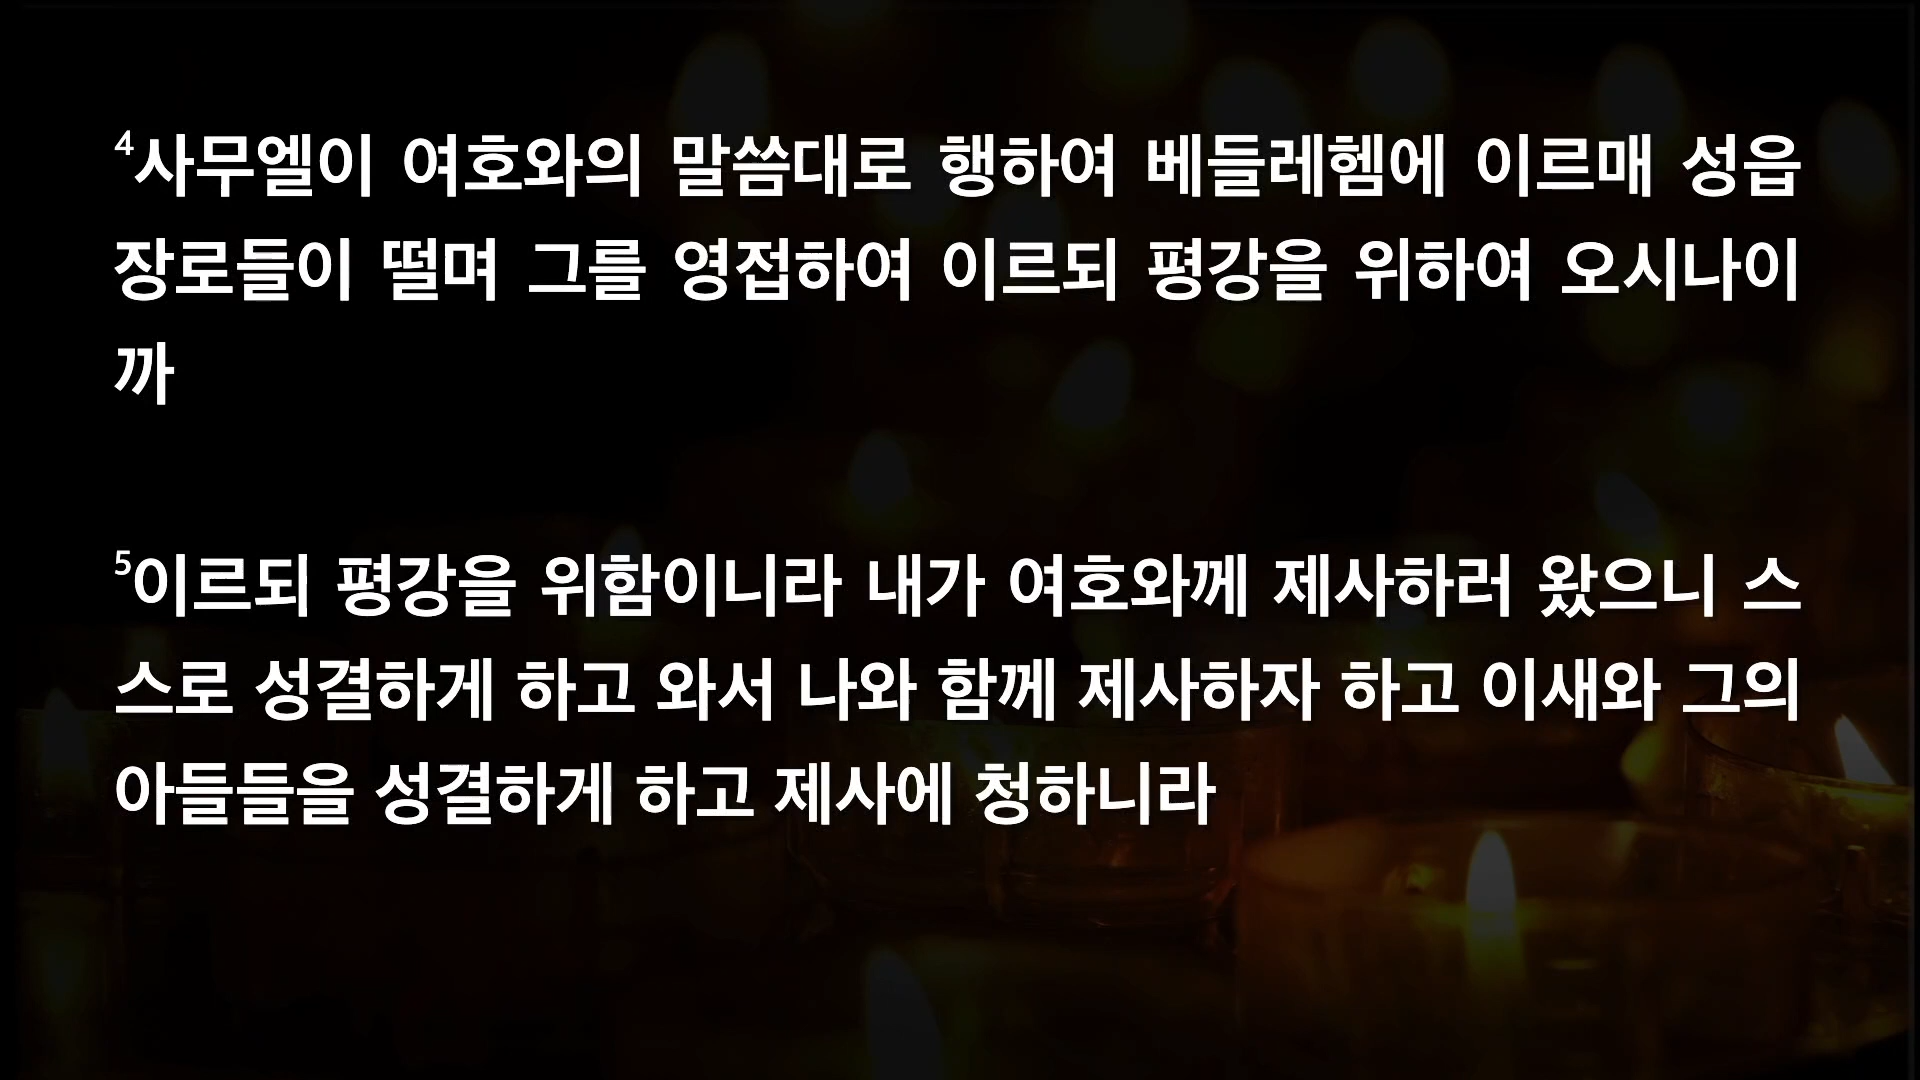 4사무엘이 여호와의 말씀대로 행하여 베들레헴에 이르매 성읍
장로들이 떨며 그를 영접하여 이르되 평강을 위하여 오시나이
까
5이르되 평강을 위함이니라 내가 여호와께 제사하러 왔으니 스
스로 성결하게 하고 와서 나와 함께 제사하자 하고 이새와 그의
아들들을 성결하게 하고 제사에 청하니라